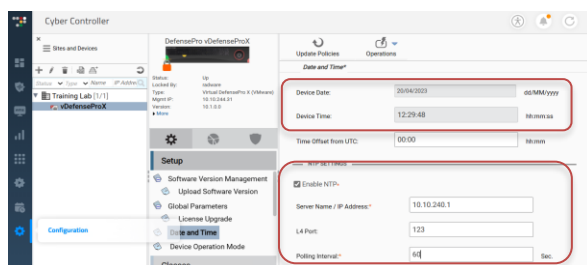 Cyber Controller
Sites and Devices
Status Type Name IP Addre
Training Lab [1/1]
vDefenseProX
Configuration
DefensePro vDefenseProX
Status: Up
Locked By: radware
Type: Virtual DefensePro X (Virtual)
Mgmt IP: 10.10.244.21
Version: 10.1.0.0
More
Setup
Software Version Management
Upload Software Version
Global Parameters
License Upgrade
Date and Time
Device Operation Mode
Update Policies Operations
Date and Time*
Device Date: 20/04/2023 dd/MM/yyyy
Device Time: 12:29:48 hh:mm:ss
Time Offset from UTC: 00:00 hh:mm
NTP SETTINGS
Enable NTP-
Server Name / IP Address:* 10.10.240.1
L4 Port: 123
Polling Interval:* 60 Sec.